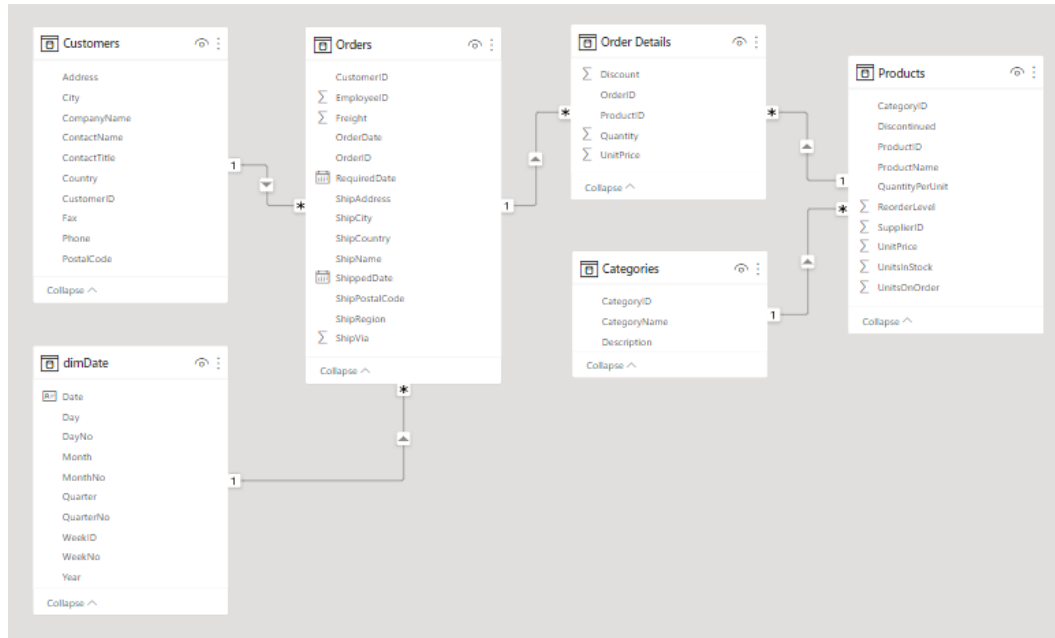 Customers
Address
City
CompanyName
ContactName
ContactTitle
Country
CustomerID
Fax
Phone
PostalCode
Collapse
Orders
CustomerID
EmployeeID
Freight
OrderDate
OrderID
RequiredDate
ShipAddress
ShipCity
ShipCountry
ShipName
ShippedDate
ShipPostalCode
ShipRegion
ShipVia
Collapse
Order Details
Discount
OrderID
ProductID
Quantity
UnitPrice
Collapse
Products
CategoryID
Discontinued
ProductID
ProductName
QuantityPerUnit
ReorderLevel
SupplierID
UnitPrice
UnitsInStock
UnitsOnOrder
Collapse
Categories
CategoryID
CategoryName
Description
Collapse
dimDate
Date
Day
DayNo
Month
MonthNo
Quarter
QuarterNo
WeekID
WeekNo
Year
Collapse
1
*
1
*
*
1
*
1
1
*